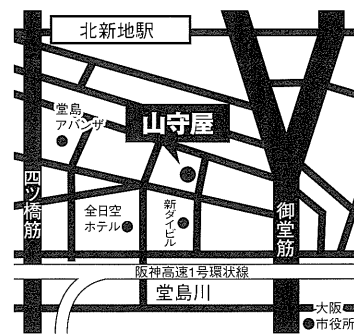 北新地駅
堂島
アバンザ
山守屋
四ツ橋筋
全日空
ホテル
新ダイビル
御堂筋
阪神高速1号環状線
堂島川
大阪
市役所